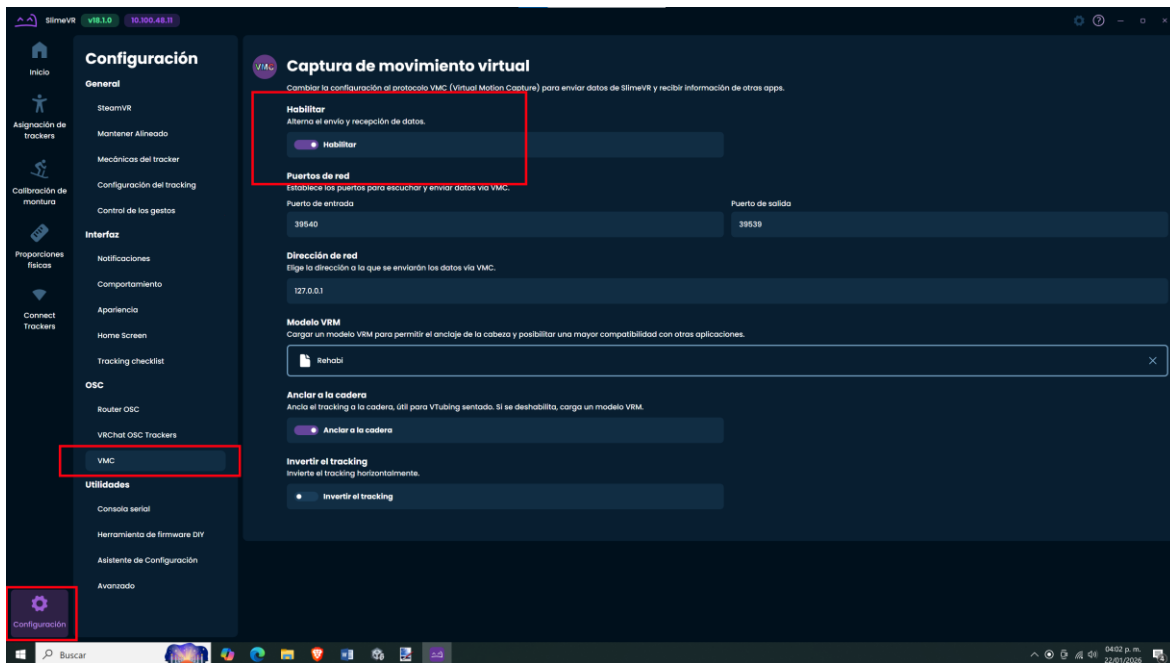 SlimeVR v18.1.0 10.100.48.11
Inicio
Asignación de
trackers
Calibración de
montura
Proporciones
físicas
Connect
Trackers
Configuración
Configuración
General
SteamVR
Mantener Alineado
Mecánicas del tracker
Configuración del tracking
Control de los gestos
Interfaz
Notificaciones
Comportamiento
Apariencia
Home Screen
Tracking checklist
OSC
Router OSC
VRChat OSC Trackers
VMC
Utilidades
Consola serial
Herramienta de firmware DIY
Asistente de Configuración
Avanzado
VMC
Captura de movimiento virtual
Cambiar la configuración al protocolo VMC (Virtual Motion Capture) para enviar datos de SlimeVR y recibir información de otras apps.
Habilitar
Alterna el envío y recepción de datos.
Habilitar
Puertos de red
Establece los puertos para escuchar y enviar datos vía VMC.
Puerto de entrada
Puerto de salida
39540
39539
Dirección de red
Elige la dirección a la que se enviarán los datos vía VMC.
127.0.0.1
Modelo VRM
Cargar un modelo VRM para permitir el anclaje de la cabeza y posibilitar una mayor compatibilidad con otras aplicaciones.
Rehabi
Anclar a la cadera
Ancla el tracking a la cadera, útil para VTubing sentado. Si se deshabilita, carga un modelo VRM.
Anclar a la cadera
Invertir el tracking
Invierte el tracking horizontalmente.
Invertir el tracking
Buscar
04:02 p. m.
22/01/2026